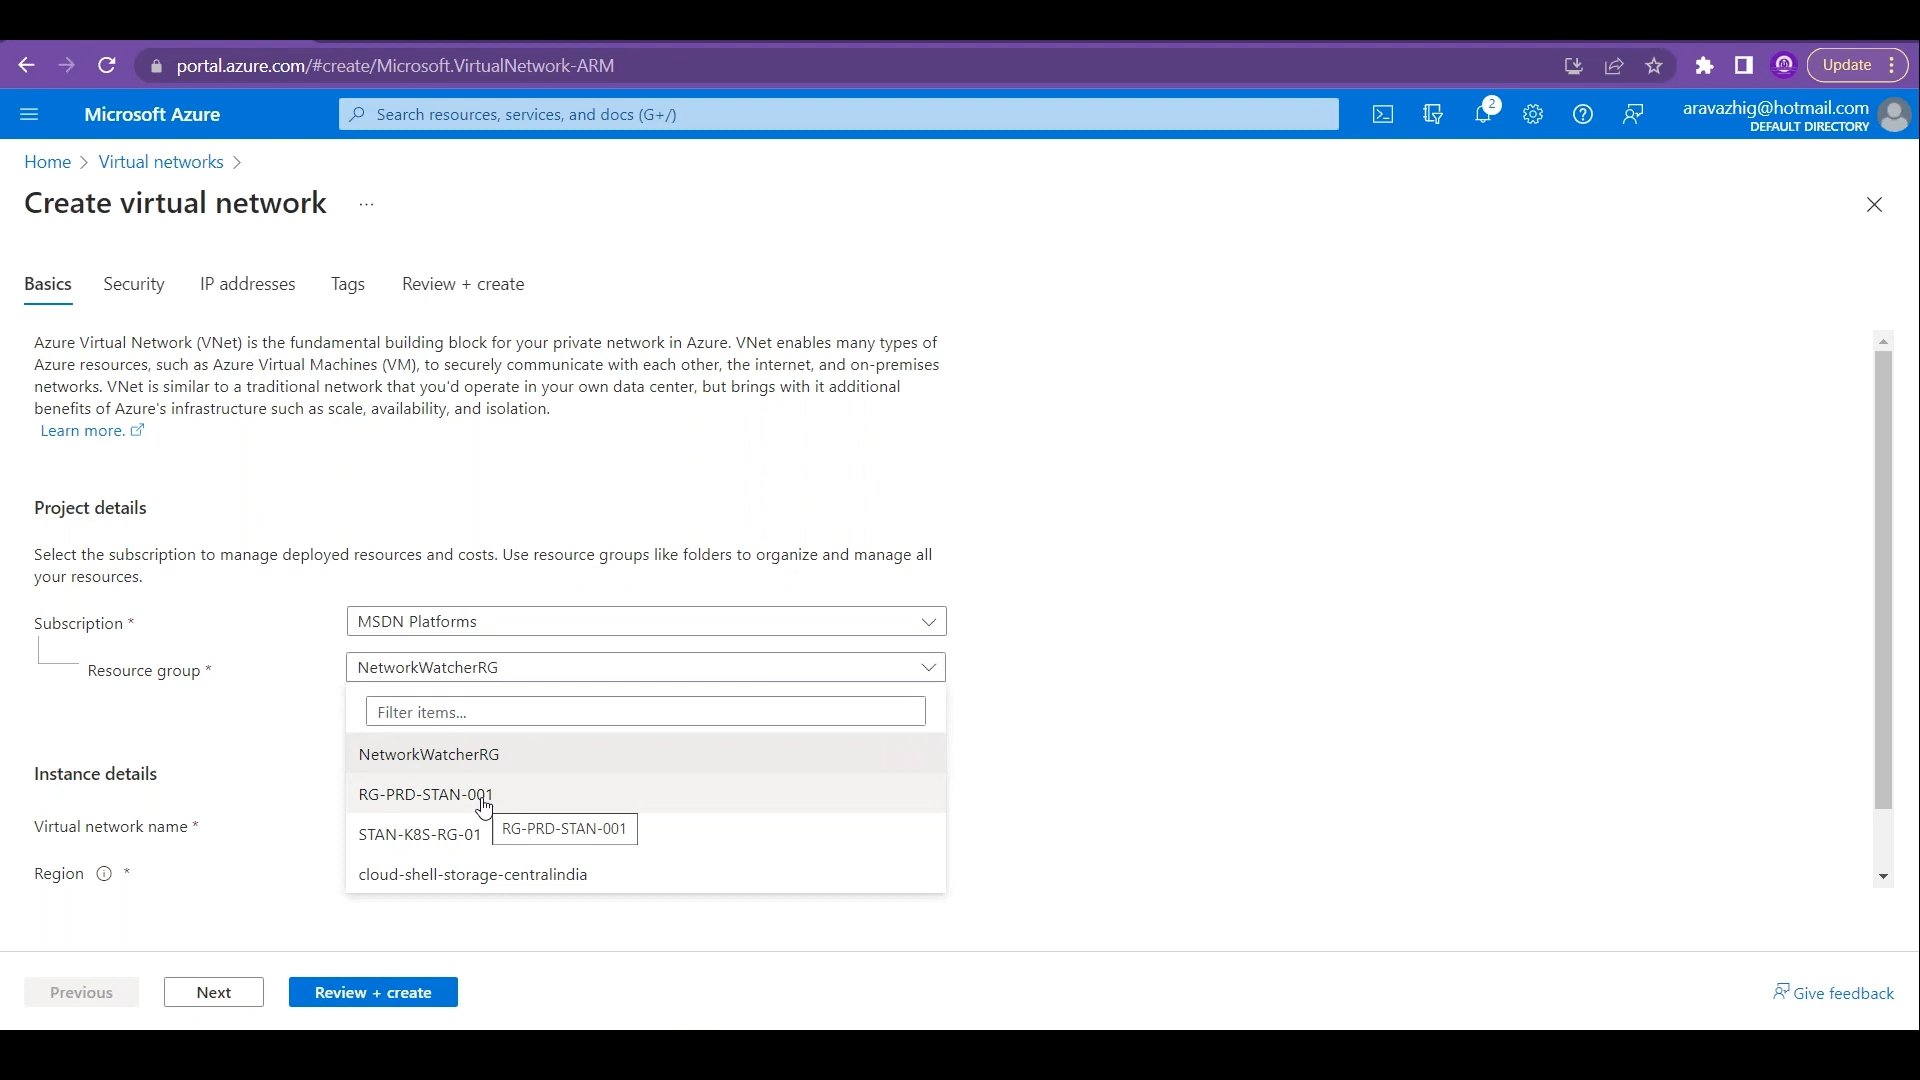 portal.azure.com/#create/Microsoft.VirtualNetwork-ARM
Update
Microsoft Azure
Search resources, services, and docs (G+/)
2
aravazhig@hotmail.com
DEFAULT DIRECTORY
Home > Virtual networks >
Create virtual network ...
Basics Security IP addresses Tags Review + create
Azure Virtual Network (VNet) is the fundamental building block for your private network in Azure. VNet enables many types of
Azure resources, such as Azure Virtual Machines (VM), to securely communicate with each other, the internet, and on-premises
networks. VNet is similar to a traditional network that you'd operate in your own data center, but brings with it additional
benefits of Azure's infrastructure such as scale, availability, and isolation.
Learn more.
Project details
Select the subscription to manage deployed resources and costs. Use resource groups like folders to organize and manage all
your resources.
Subscription * MSDN Platforms
Resource group * NetworkWatcherRG
Filter items...
NetworkWatcherRG
Instance details
RG-PRD-STAN-001
Virtual network name *
STAN-K8S-RG-01
RG-PRD-STAN-001
Region *
cloud-shell-storage-centralindia
Previous Next Review + create
Give feedback